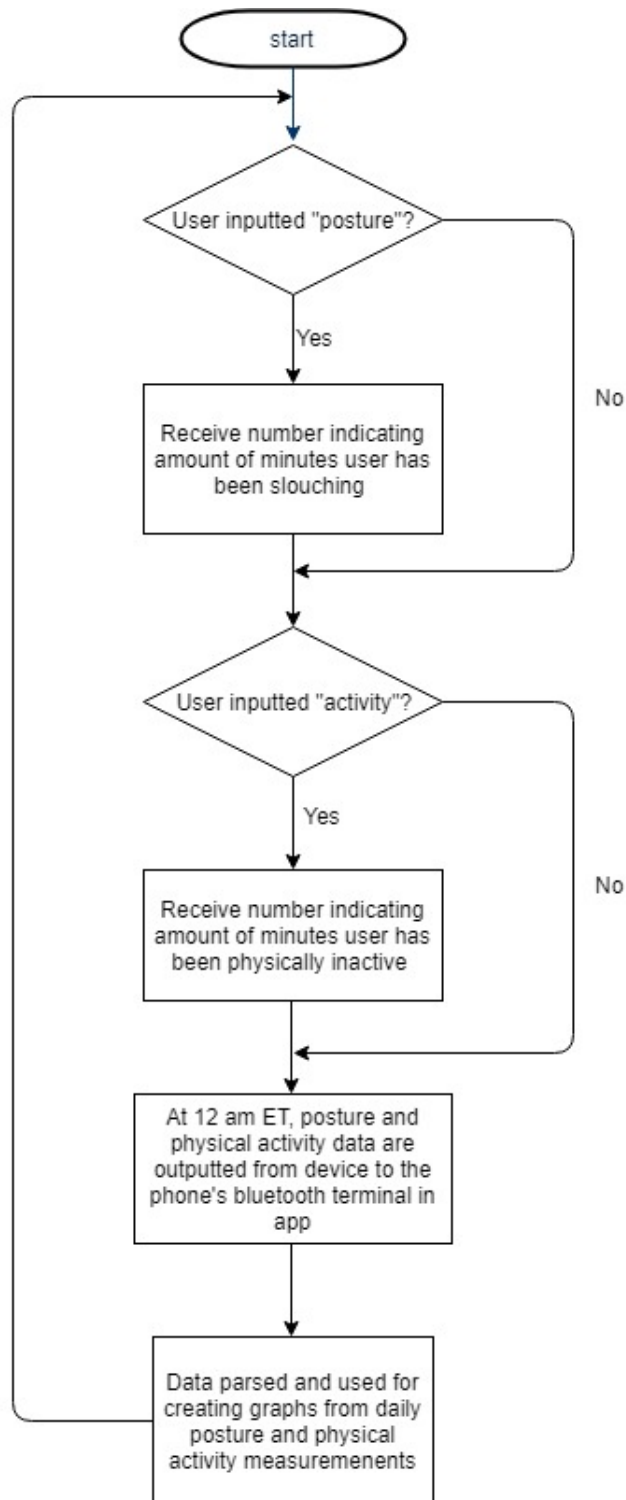 start
User inputted "posture"?
Yes
Receive number indicating
amount of minutes user has
been slouching
No
User inputted "activity"?
Yes
Receive number indicating
amount of minutes user has
been physically inactive
No
At 12 am ET, posture and
physical activity data are
outputted from device to the
phone's bluetooth terminal in
app
Data parsed and used for
creating graphs from daily
posture and physical
activity measuremenents